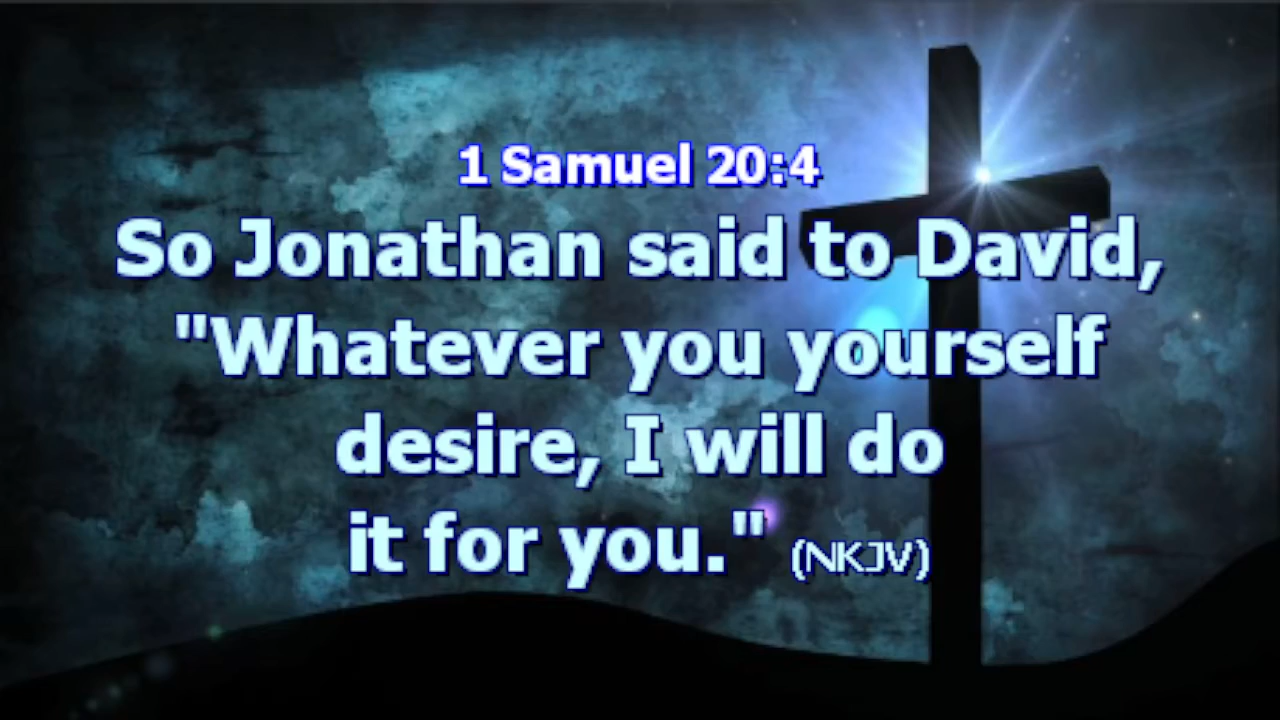 1 Samuel 20:4
So Jonathan said to David,
"Whatever you yourself
desire, I will do
it for you." (NKJV)